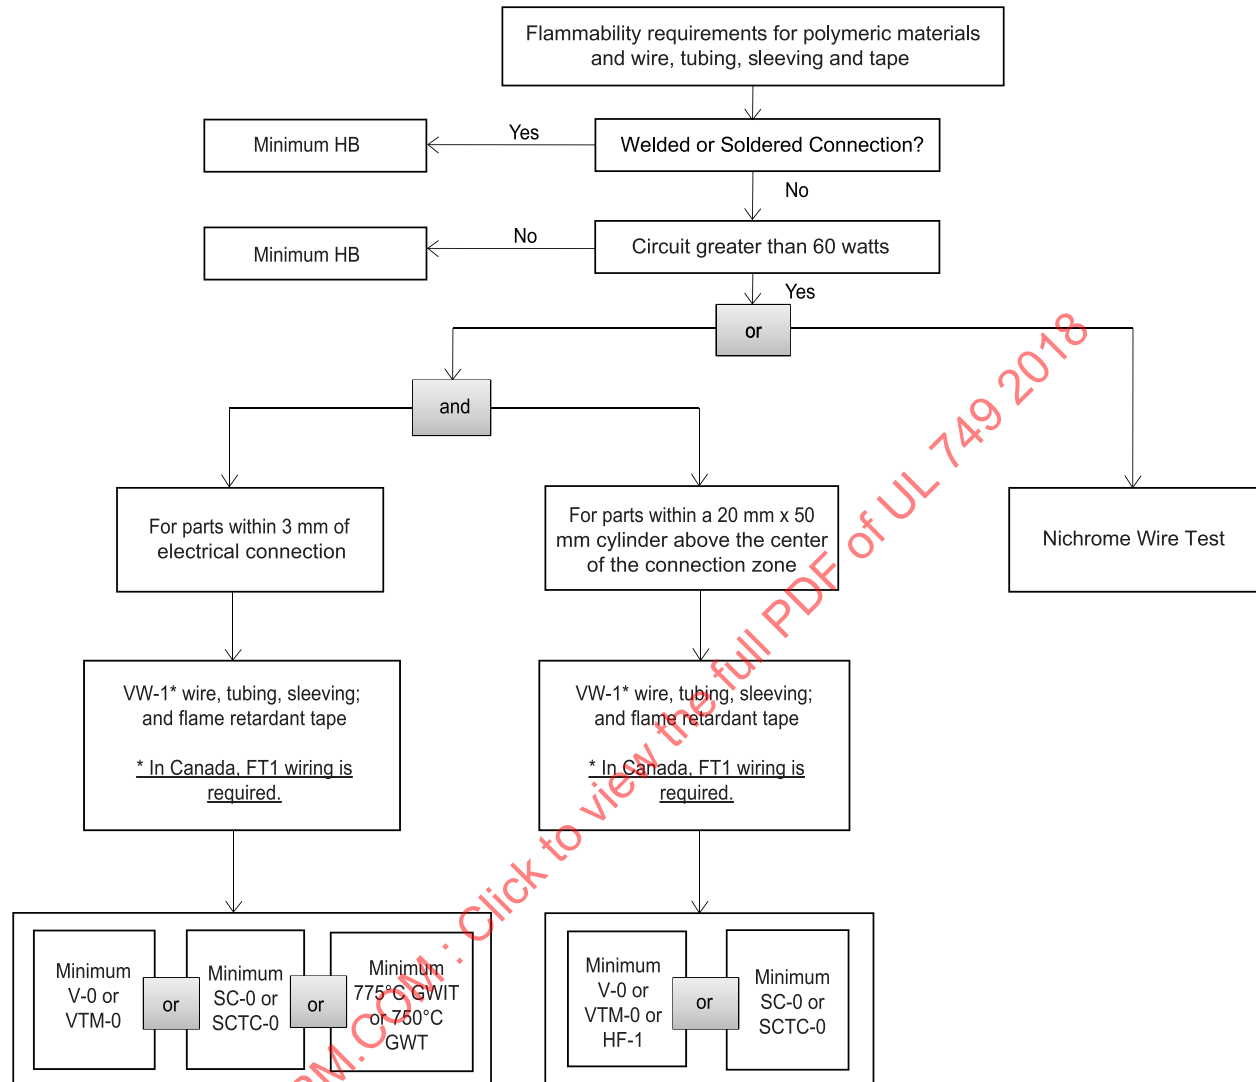 Flammability requirements for polymeric materials
and wire, tubing, sleeving and tape
Minimum HB
Yes
Welded or Soldered Connection?
No
Minimum HB
No
Circuit greater than 60 watts
Yes
or
and
For parts within 3 mm of
electrical connection
For parts within a 20 mm x 50
mm cylinder above the center
of the connection zone
Nichrome Wire Test
VW-1* wire, tubing, sleeving;
and flame retardant tape
* In Canada, FT1 wiring is
required.
VW-1* wire, tubing, sleeving;
and flame retardant tape
* In Canada, FT1 wiring is
required.
Minimum
V-0 or
VTM-0
or
Minimum
SC-0 or
SCTC-0
or
Minimum
775°C GWIT
or 750°C
GWT
Minimum
V-0 or
VTM-0 or
HF-1
or
Minimum
SC-0 or
SCTC-0
M.COM : Click to view the full PDF of UL 749 2018